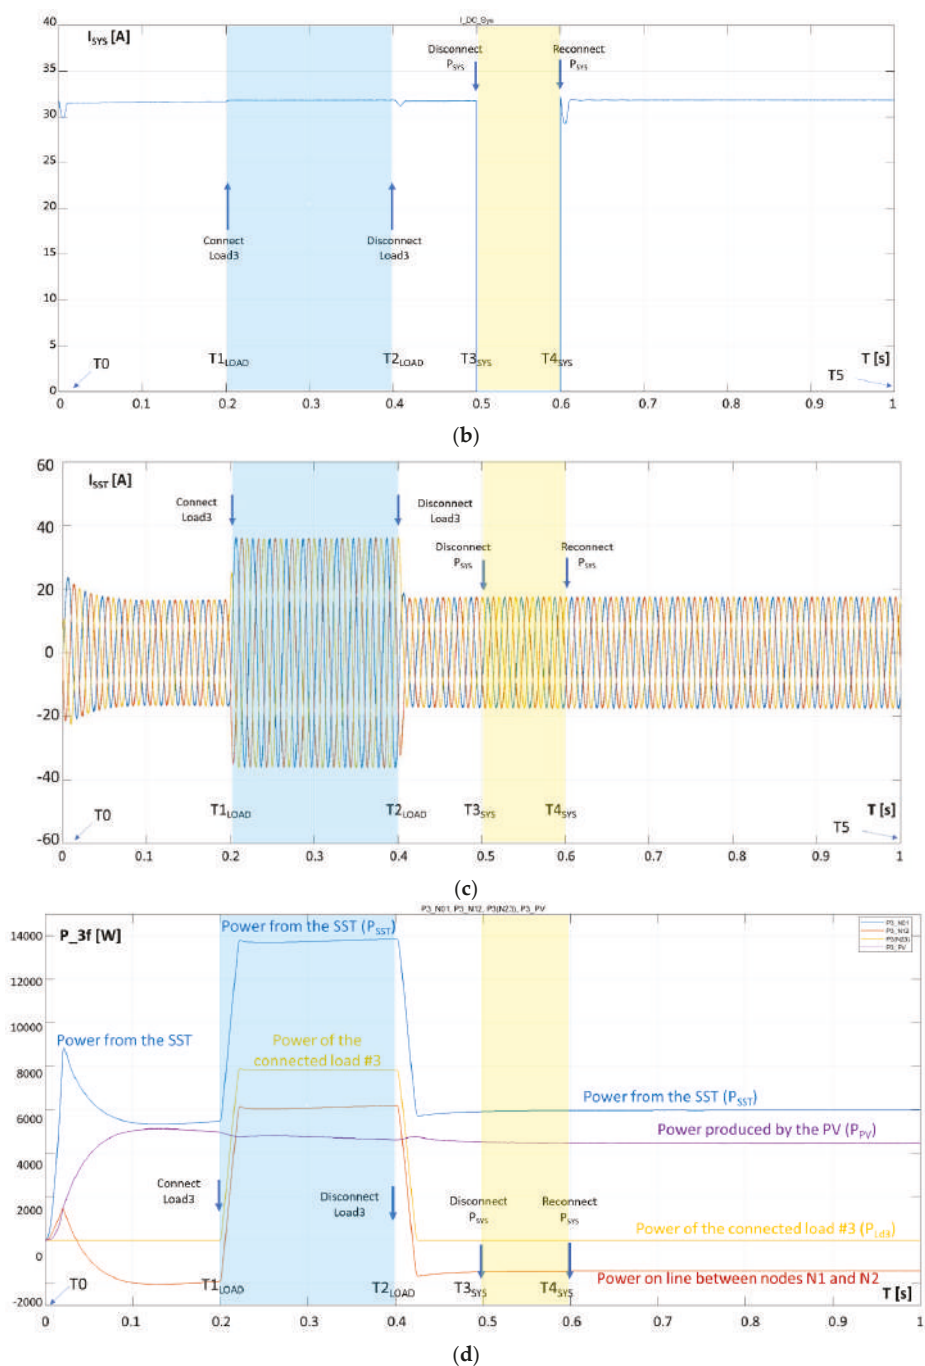 I_DC_Sys
40
I_SYS [A]
Disconnect
P_SYS
Reconnect
P_SYS
35
30
25
20
Connect
Load3
Disconnect
Load3
15
10
5
T0
T1_LOAD
T2_LOAD
T3_SYS
T4_SYS
T [s]
T5
0
0 0.1 0.2 0.3 0.4 0.5 0.6 0.7 0.8 0.9 1
(b)
60
I_SST [A]
Connect
Load3
Disconnect
Load3
40
Disconnect
P_SYS
Reconnect
P_SYS
20
0
-20
-40
T0
T1_LOAD
T2_LOAD
T3_SYS
T4_SYS
T [s]
T5
-60
0 0.1 0.2 0.3 0.4 0.5 0.6 0.7 0.8 0.9 1
(c)
P3_N01, P3_N12, P3(N23), P3_PV
P_3f [W]
Power from the SST (P_SST)
P3_N01
P3_N12
P3(N23)
P3_PV
14000
12000
10000
Power from the SST
Power of the
connected load #3
8000
6000
Power from the SST (P_SST)
Power produced by the PV (P_PV)
4000
Connect
Load3
Disconnect
Load3
Disconnect
P_SYS
Reconnect
P_SYS
2000
Power of the connected load #3 (P_Ld3)
0
T0
T1_LOAD
T2_LOAD
T3_SYS
T4_SYS
Power on line between nodes N1 and N2
T [s]
-2000
0 0.1 0.2 0.3 0.4 0.5 0.6 0.7 0.8 0.9 1
(d)